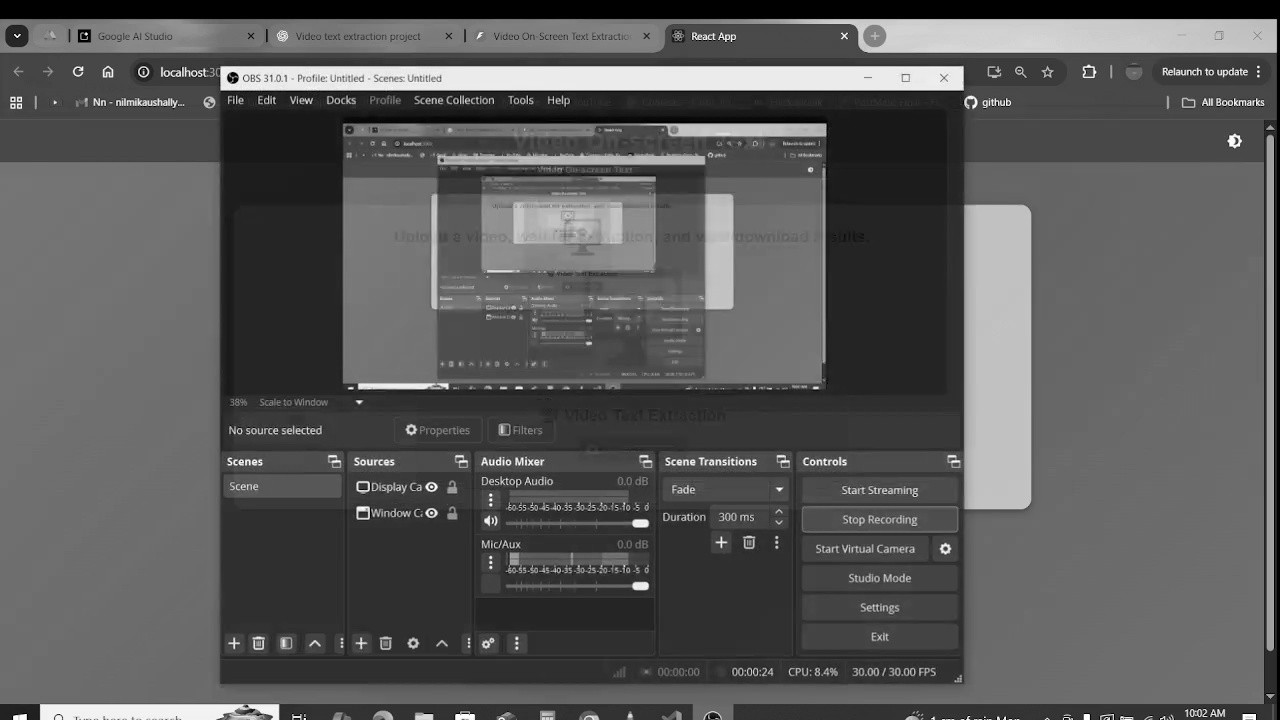 Google AI Studio
Video text extraction project
Video On-Screen Text Extraction
React App
localhost:30
Relaunch to update
Nn - nilmikaushally...
github
All Bookmarks
OBS 31.0.1 - Profile: Untitled - Scenes: Untitled
File Edit View Docks Profile Scene Collection Tools Help
Video On-screen Text
Upload a video, wait and view/download results.
38% Scale to Window
Video Text Extraction
No source selected
Properties
Filters
Scenes
Sources
Audio Mixer
Scene Transitions
Controls
Scene
Display Ca
Window Ca
Desktop Audio 0.0 dB
-60 -55 -50 -45 -40 -35 -30 -25 -20 -15 -10 -5 0
Mic/Aux 0.0 dB
-60 -55 -50 -45 -40 -35 -30 -25 -20 -15 -10 -5 0
Fade
Duration 300 ms
Start Streaming
Stop Recording
Start Virtual Camera
Studio Mode
Settings
Exit
00:00:00
00:00:24
CPU: 8.4%
30.00 / 30.00 FPS
Type here to search
10:02 AM